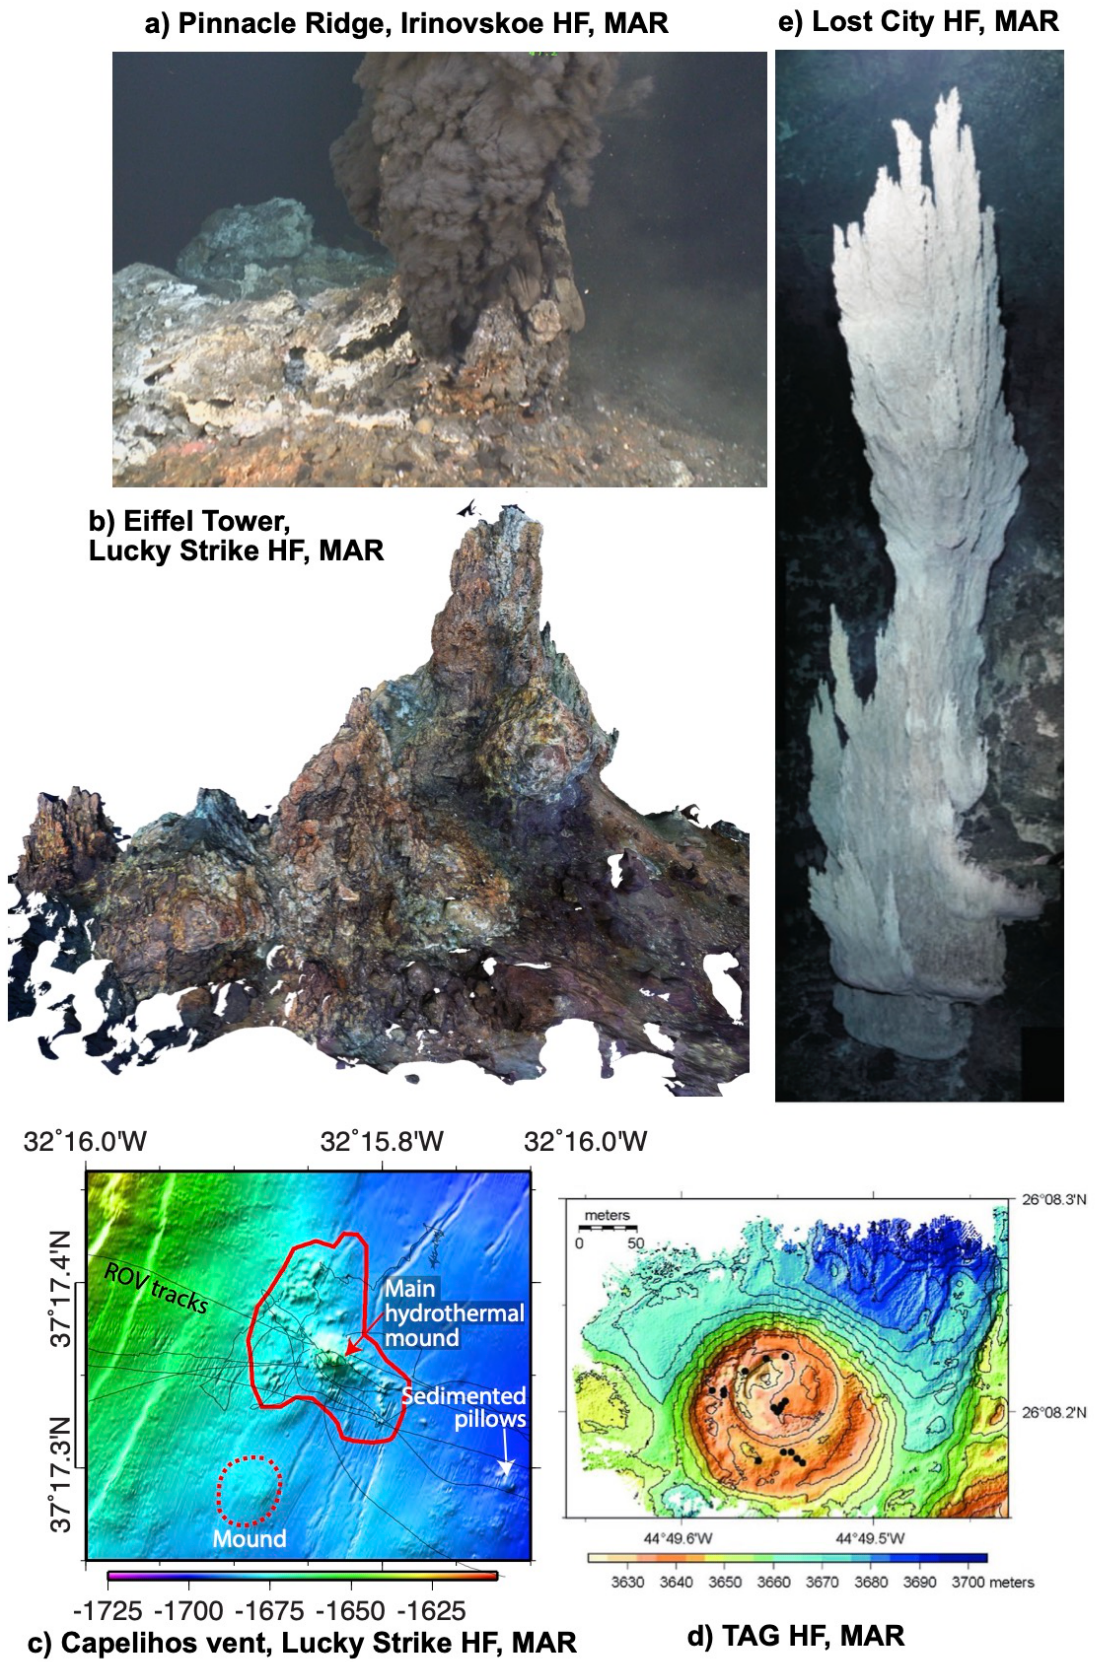 a) Pinnacle Ridge, Irinovskoe HF, MAR
e) Lost City HF, MAR
b) Eiffel Tower,
Lucky Strike HF, MAR
32°16.0'W
32°15.8'W
32°16.0'W
37°17.4'N
37°17.3'N
ROV tracks
Main
hydrothermal
mound
Sedimented
pillows
Mound
-1725 -1700 -1675 -1650 -1625
c) Capelihos vent, Lucky Strike HF, MAR
meters
0 50
26°08.3'N
26°08.2'N
44°49.6'W
44°49.5'W
3630 3640 3650 3660 3670 3680 3690 3700 meters
d) TAG HF, MAR